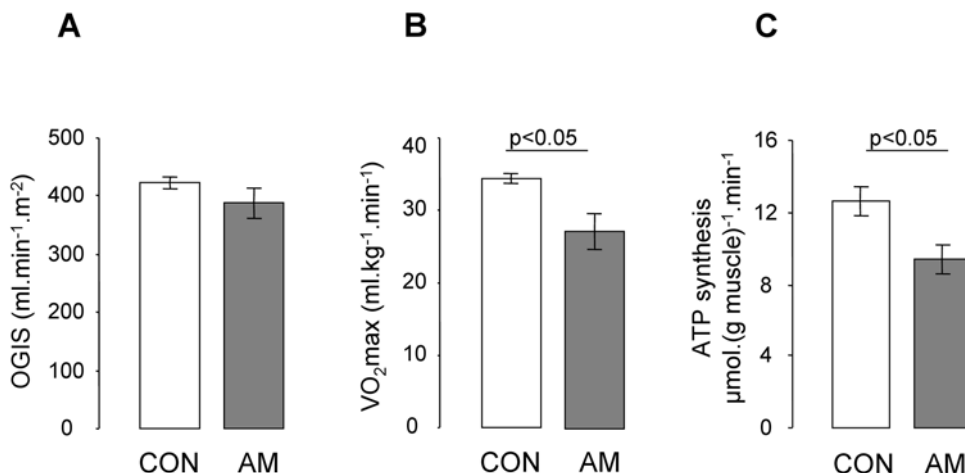 A
OGIS (ml.min⁻¹.m⁻²)
500
400
300
200
100
0
CON AM
B
VO₂max (ml.kg⁻¹.min⁻¹)
40
30
20
10
0
p<0.05
CON AM
C
ATP synthesis
µmol.(g muscle)⁻¹.min⁻¹
16
12
8
4
0
p<0.05
CON AM